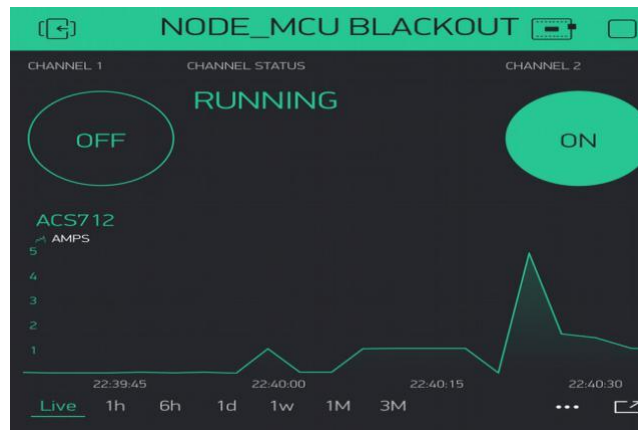 NODE_MCU BLACKOUT
CHANNEL 1 CHANNEL STATUS CHANNEL 2
RUNNING
OFF ON
ACS712
AMPS
5
4
3
2
1
22:39:45 22:40:00 22:40:15 22:40:30
Live 1h 6h 1d 1w 1M 3M